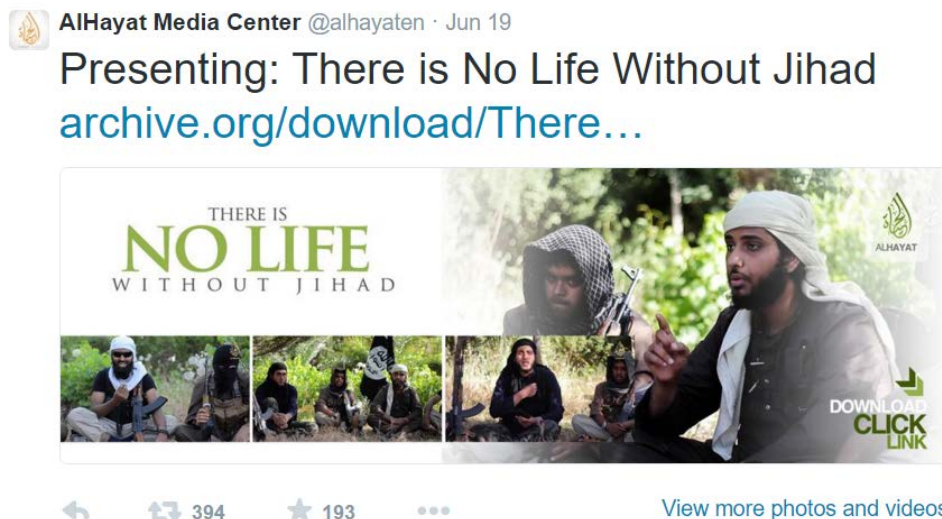 AlHayat Media Center @alhayaten · Jun 19
Presenting: There is No Life Without Jihad
archive.org/download/There…
THERE IS
NO LIFE
WITHOUT JIHAD
ALHAYAT
DOWNLOAD
CLICK
LINK
394 193
View more photos and videos